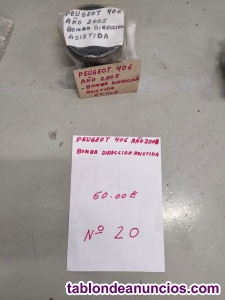 PEUGEOT 406
AÑO 2005
BOMBA DIRECCION
ASISTIDA
PEUGEOT 406
AÑO 2005
- BOMBA DIRECCION
ASISTIDA
PEUGEOT 406 AÑO 2005
BOMBA DIRECCION ASISTIDA
60.00€
Nº 20
tablondeanuncios.com